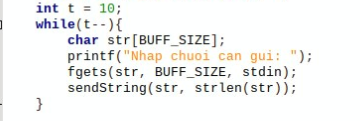 int t = 10;
while(t--){
char str[BUFF_SIZE];
printf("Nhap chuoi can gui: ");
fgets(str, BUFF_SIZE, stdin);
sendString(str, strlen(str));
}